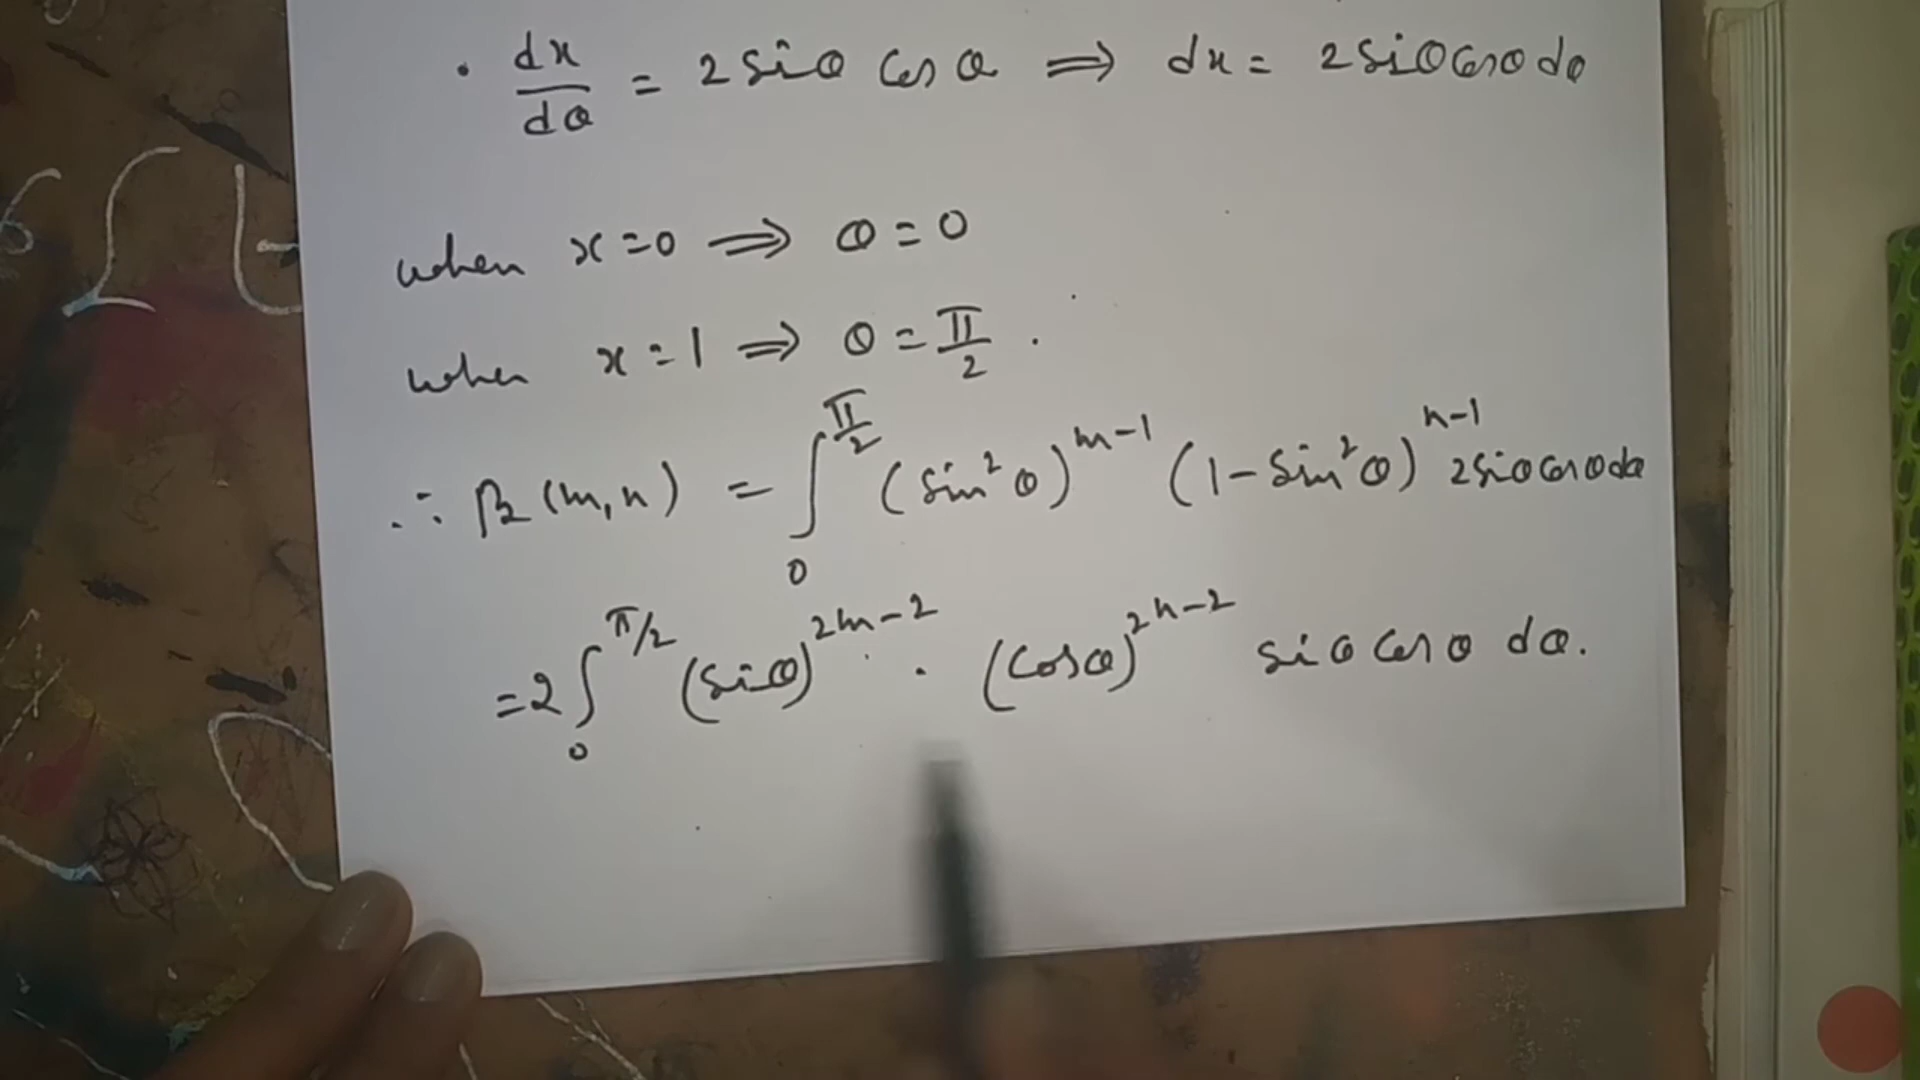 · dx/dθ = 2 sinθ cosθ ⟹ dx = 2 sinθ cosθ dθ
when x = 0 ⟹ θ = 0
when x = 1 ⟹ θ = π/2 .
∴ β(m,n) = ∫₀^{π/2} (sin²θ)^{m-1} (1 - sin²θ)^{n-1} 2 sinθ cosθ dθ
= 2 ∫₀^{π/2} (sinθ)^{2m-2} · (cosθ)^{2n-2} sinθ cosθ dθ.